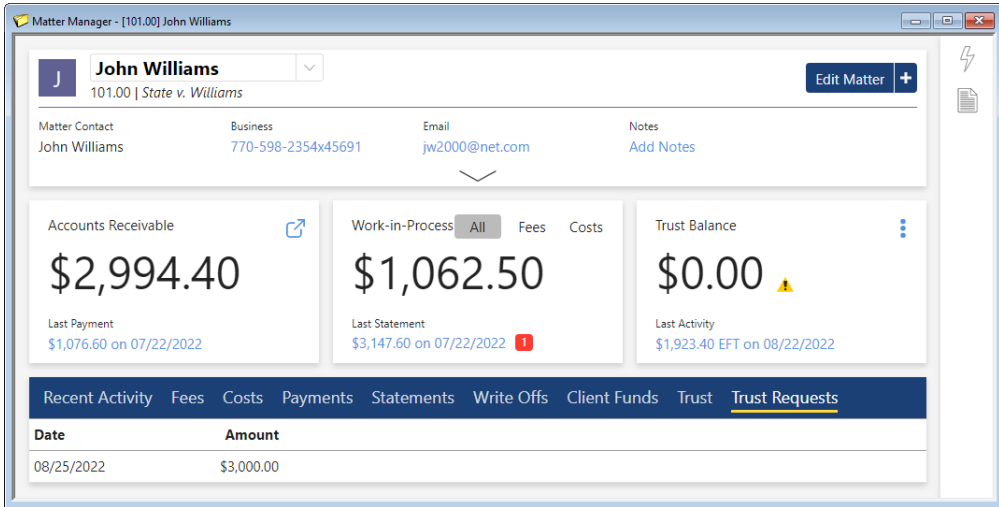 Matter Manager - [101.00] John Williams
J
John Williams
101.00 | State v. Williams
Edit Matter +
Matter Contact Business Email Notes
John Williams 770-598-2354x45691 jw2000@net.com Add Notes
Accounts Receivable
$2,994.40
Last Payment
$1,076.60 on 07/22/2022
Work-in-Process All Fees Costs
$1,062.50
Last Statement
$3,147.60 on 07/22/2022 1
Trust Balance
$0.00
Last Activity
$1,923.40 EFT on 08/22/2022
Recent Activity Fees Costs Payments Statements Write Offs Client Funds Trust Trust Requests
Date Amount
08/25/2022 $3,000.00